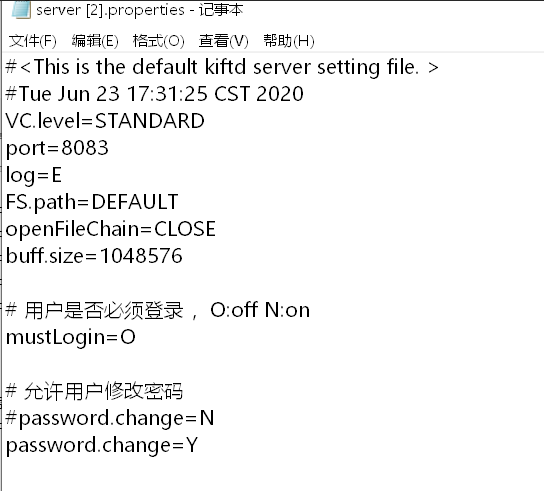 server [2].properties - 记事本
文件(F) 编辑(E) 格式(O) 查看(V) 帮助(H)
#<This is the default kiftd server setting file. >
#Tue Jun 23 17:31:25 CST 2020
VC.level=STANDARD
port=8083
log=E
FS.path=DEFAULT
openFileChain=CLOSE
buff.size=1048576
# 用户是否必须登录 ，O:off N:on
mustLogin=O
# 允许用户修改密码
#password.change=N
password.change=Y